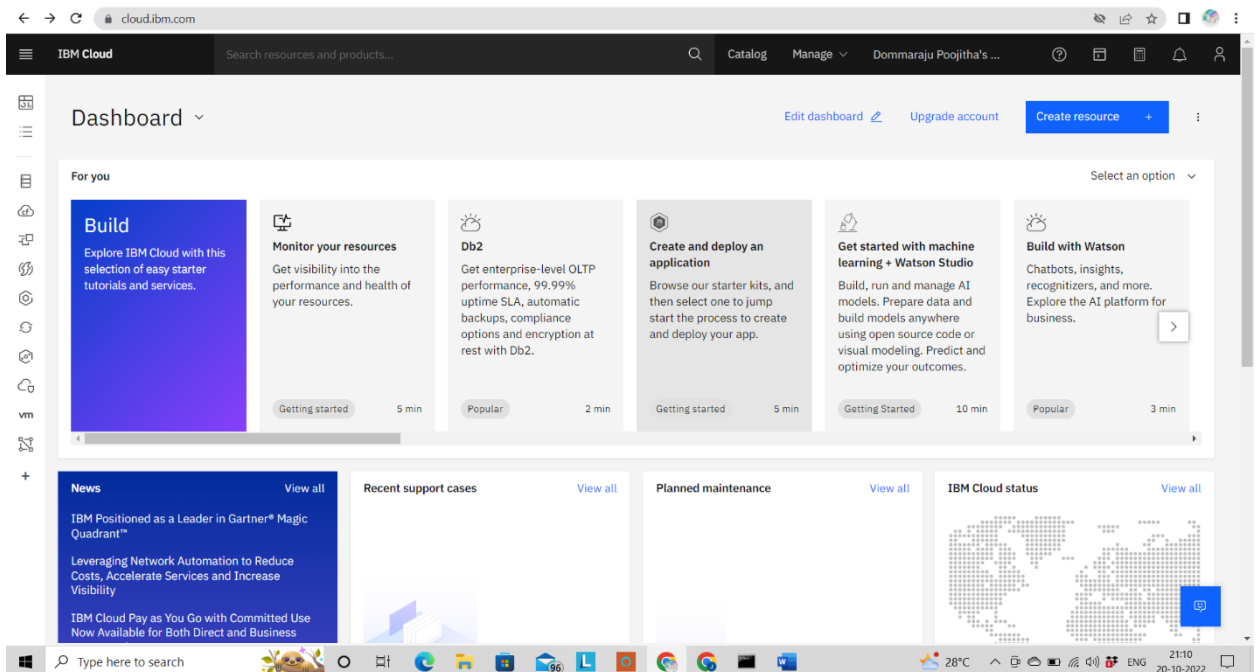 cloud.ibm.com
IBM Cloud
Search resources and products...
Catalog
Manage
Dommaraju Poojitha's ...
Dashboard
Edit dashboard
Upgrade account
Create resource +
For you
Select an option
Build
Explore IBM Cloud with this
selection of easy starter
tutorials and services.
Monitor your resources
Get visibility into the
performance and health of
your resources.
Getting started
5 min
Db2
Get enterprise-level OLTP
performance, 99.99%
uptime SLA, automatic
backups, compliance
options and encryption at
rest with Db2.
Popular
2 min
Create and deploy an
application
Browse our starter kits, and
then select one to jump
start the process to create
and deploy your app.
Getting started
5 min
Get started with machine
learning + Watson Studio
Build, run and manage AI
models. Prepare data and
build models anywhere
using open source code or
visual modeling. Predict and
optimize your outcomes.
Getting Started
10 min
Build with Watson
Chatbots, insights,
recognitizers, and more.
Explore the AI platform for
business.
Popular
3 min
vm
News
View all
IBM Positioned as a Leader in Gartner® Magic
Quadrant™
Leveraging Network Automation to Reduce
Costs, Accelerate Services and Increase
Visibility
IBM Cloud Pay as You Go with Committed Use
Now Available for Both Direct and Business
Recent support cases
View all
Planned maintenance
View all
IBM Cloud status
View all
Type here to search
96
L
28°C
ENG
21:10
20-10-2022